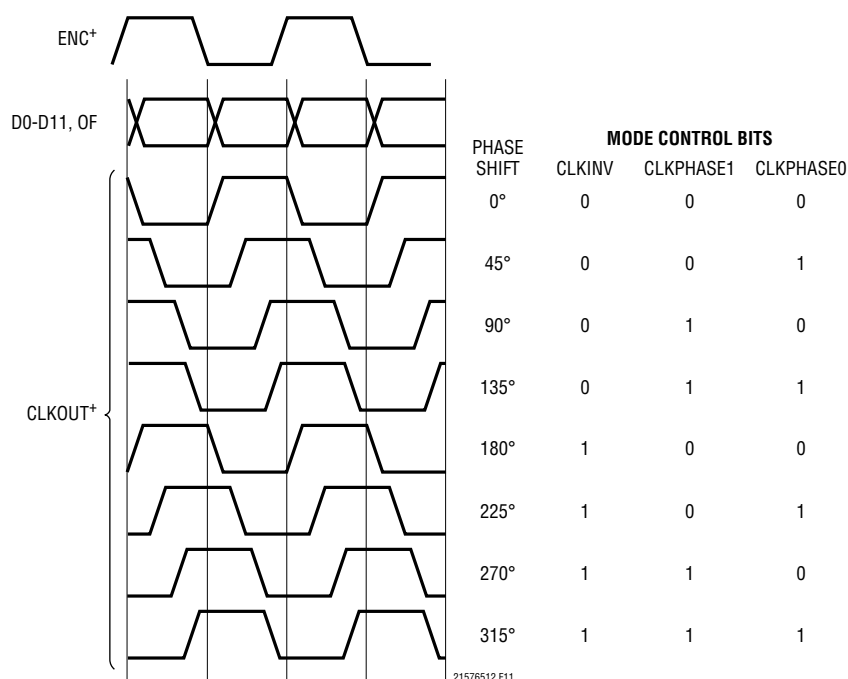 ENC+
D0-D11, OF
CLKOUT+
PHASE SHIFT
MODE CONTROL BITS
CLKINV CLKPHASE1 CLKPHASE0
0° 0 0 0
45° 0 0 1
90° 0 1 0
135° 0 1 1
180° 1 0 0
225° 1 0 1
270° 1 1 0
315° 1 1 1
21576512 F11